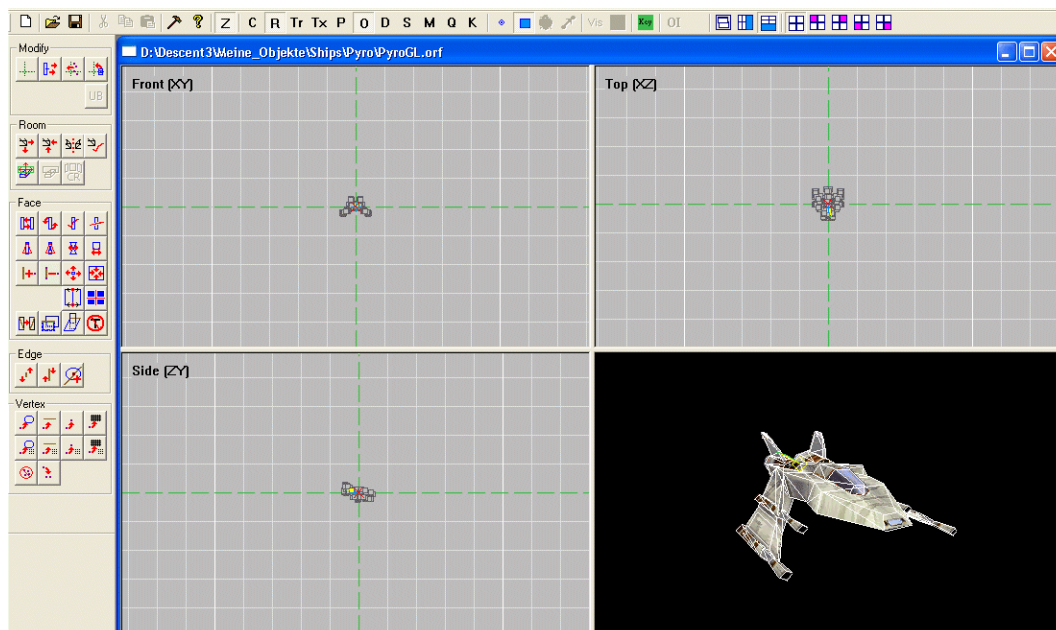 Z C R Tr Tx P O D S M Q K Vis Key OI
Modify
D:\Descent3\Meine_Objekte\Ships\Pyro\PyroGL.orf
Front [XY]
Top [XZ]
UB
Room
CR
Face
Side [ZY]
Edge
Vertex